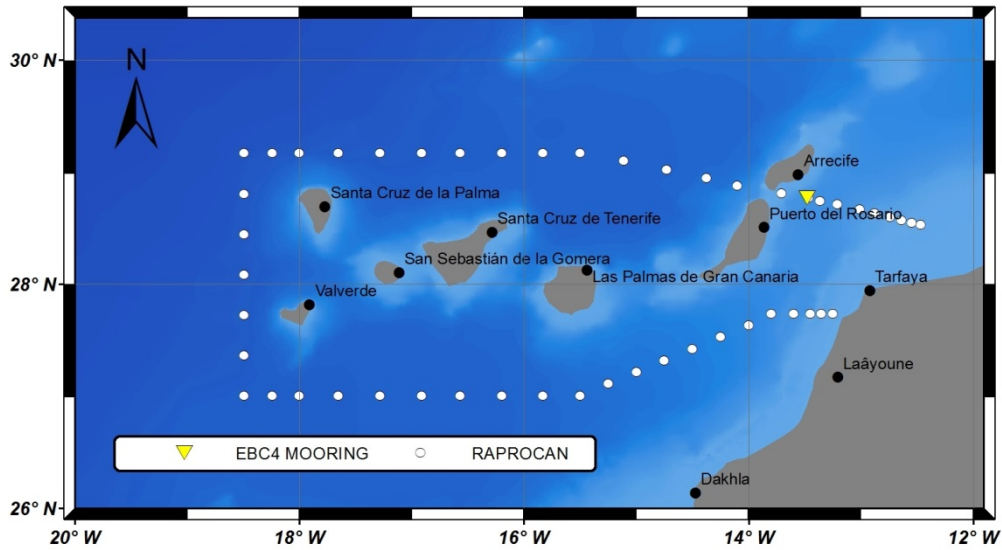 30° N
N
Arrecife
Santa Cruz de la Palma
Puerto del Rosario
Santa Cruz de Tenerife
San Sebastián de la Gomera
Las Palmas de Gran Canaria
Tarfaya
28° N
Valverde
Laâyoune
EBC4 MOORING RAPROCAN
Dakhla
26° N
20° W 18° W 16° W 14° W 12° W